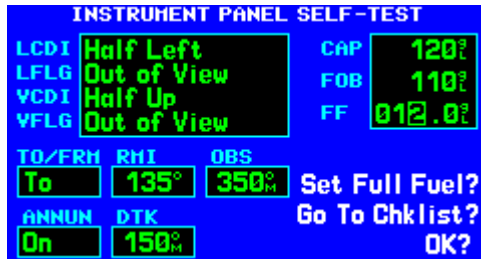 INSTRUMENT PANEL SELF-TEST
LCDI Half Left
LFLG Out of View
VCDI Half Up
VFLG Out of View
CAP 120 g/l
FOB 110 g/l
FF 012.0 g/l
TO/FRM RMI OBS
To 135° 350°M
ANNUN DTK
On 150°M
Set Full Fuel?
Go To Chklist?
OK?